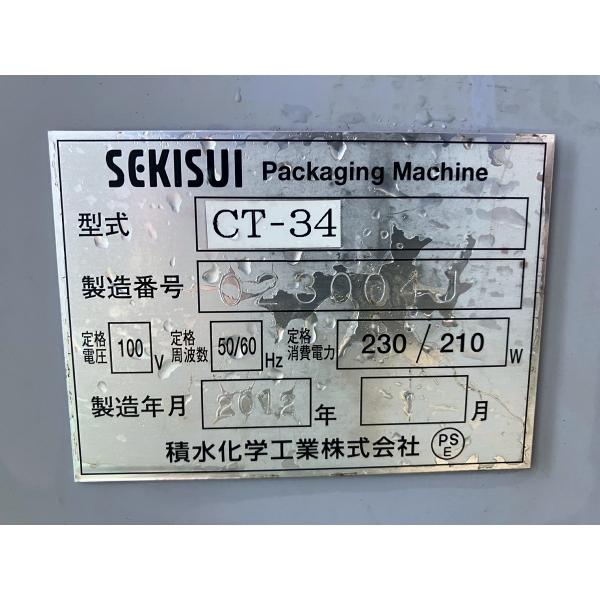 SEKISUI Packaging Machine
型式 CT-34
製造番号
定格電圧 100 V 定格周波数 50/60 Hz 定格消費電力 230 / 210 W
製造年月 2012 年 1 月
積水化学工業株式会社 PSE